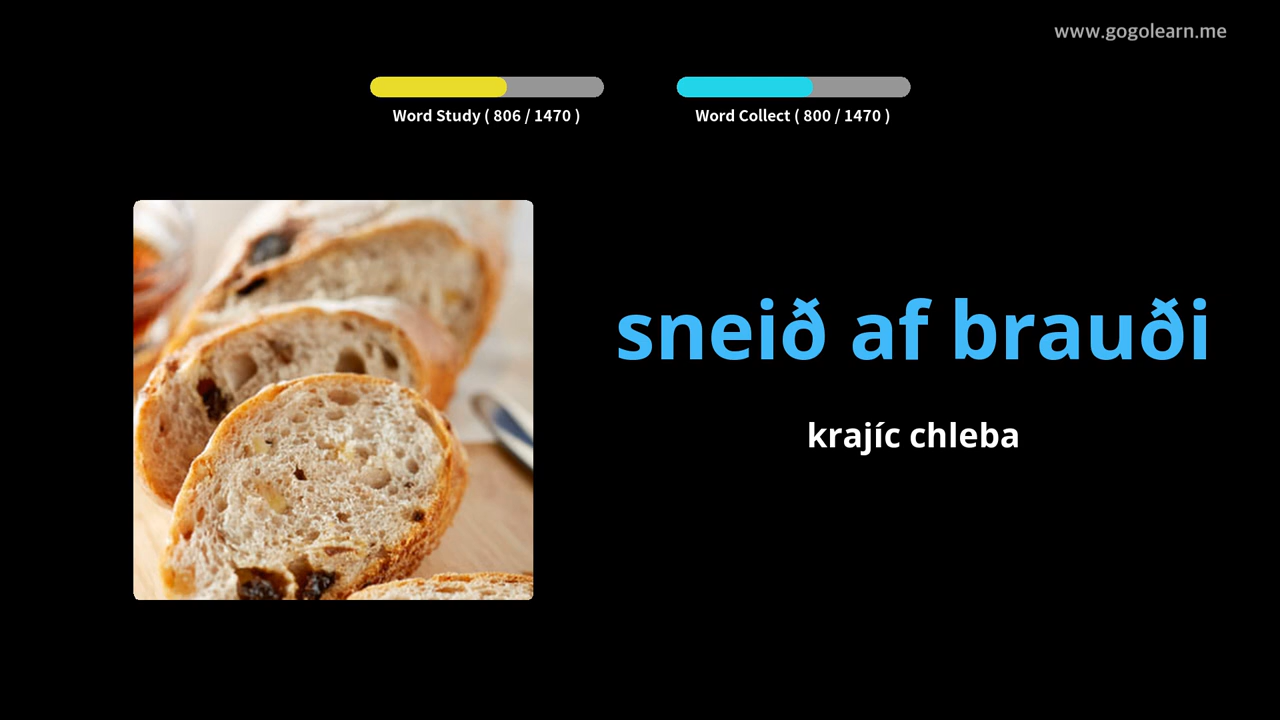 www.gogolearn.me
Word Study ( 806 / 1470 )
Word Collect ( 800 / 1470 )
sneið af brauði
krajíc chleba